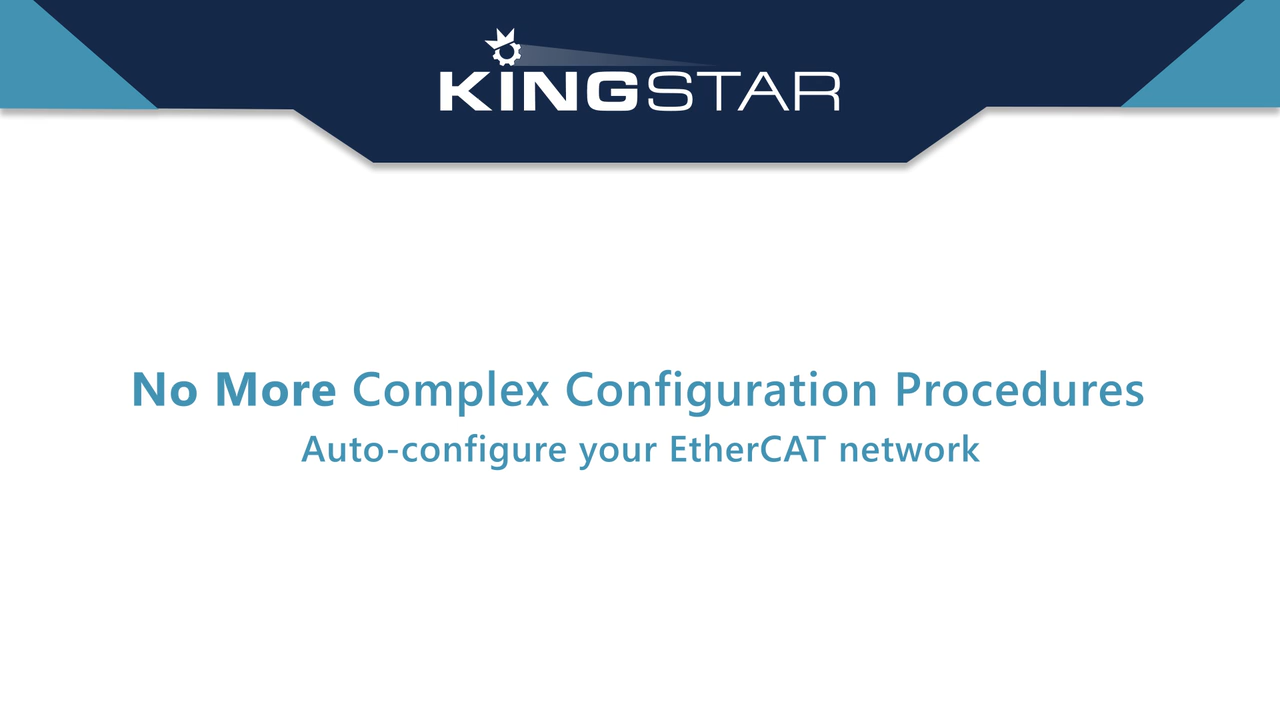 KINGSTAR
No More Complex Configuration Procedures
Auto-configure your EtherCAT network